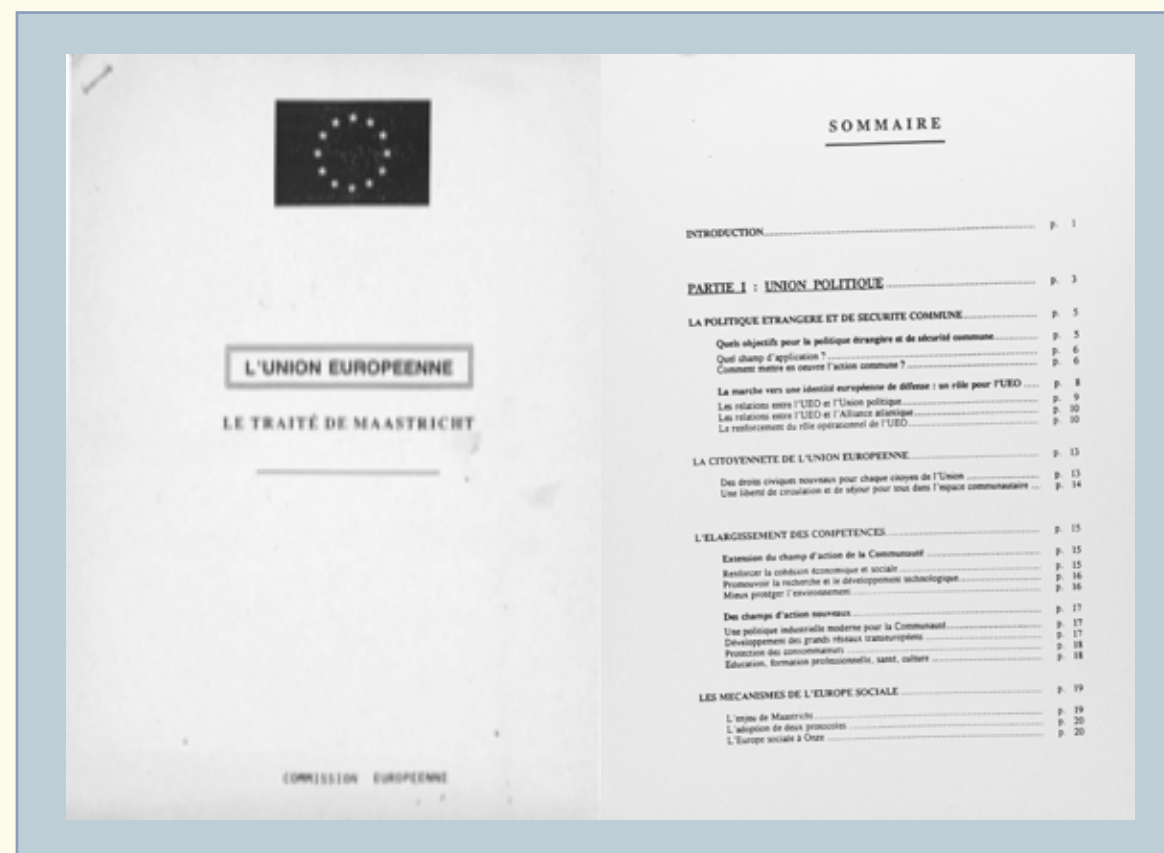 L'UNION EUROPEENNE
LE TRAITÉ DE MAASTRICHT
COMMISSION EUROPEENNE
SOMMAIRE
INTRODUCTION p. 1
PARTIE I : UNION POLITIQUE p. 3
LA POLITIQUE ETRANGERE ET DE SECURITE COMMUNE p. 5
Quels objectifs pour la politique étrangère et de sécurité commune p. 5
Quel champ d'application ? p. 6
Comment mettre en oeuvre l'action commune ? p. 6
La marche vers une identité européenne de défense : un rôle pour l'UEO p. 8
Les relations entre l'UEO et l'Union politique p. 9
Les relations entre l'UEO et l'Alliance atlantique p. 10
Le renforcement du rôle opérationnel de l'UEO p. 10
LA CITOYENNETE DE L'UNION EUROPEENNE p. 13
Des droits civiques nouveaux pour chaque citoyen de l'Union p. 13
Une liberté de circulation et de séjour pour tous dans l'espace communautaire p. 14
L'ELARGISSEMENT DES COMPETENCES p. 15
Extension du champ d'action de la Communauté p. 15
Renforcer la cohésion économique et sociale p. 15
Promouvoir la recherche et le développement technologique p. 16
Mieux protéger l'environnement p. 16
Des champs d'action nouveaux p. 17
Une politique industrielle moderne pour la Communauté p. 17
Développement des grands réseaux transeuropéens p. 17
Protection des consommateurs p. 18
Education, formation professionnelle, santé, culture p. 18
LES MECANISMES DE L'EUROPE SOCIALE p. 19
L'enjeu de Maastricht p. 19
L'adoption de deux protocoles p. 20
L'Europe sociale à Onze p. 20